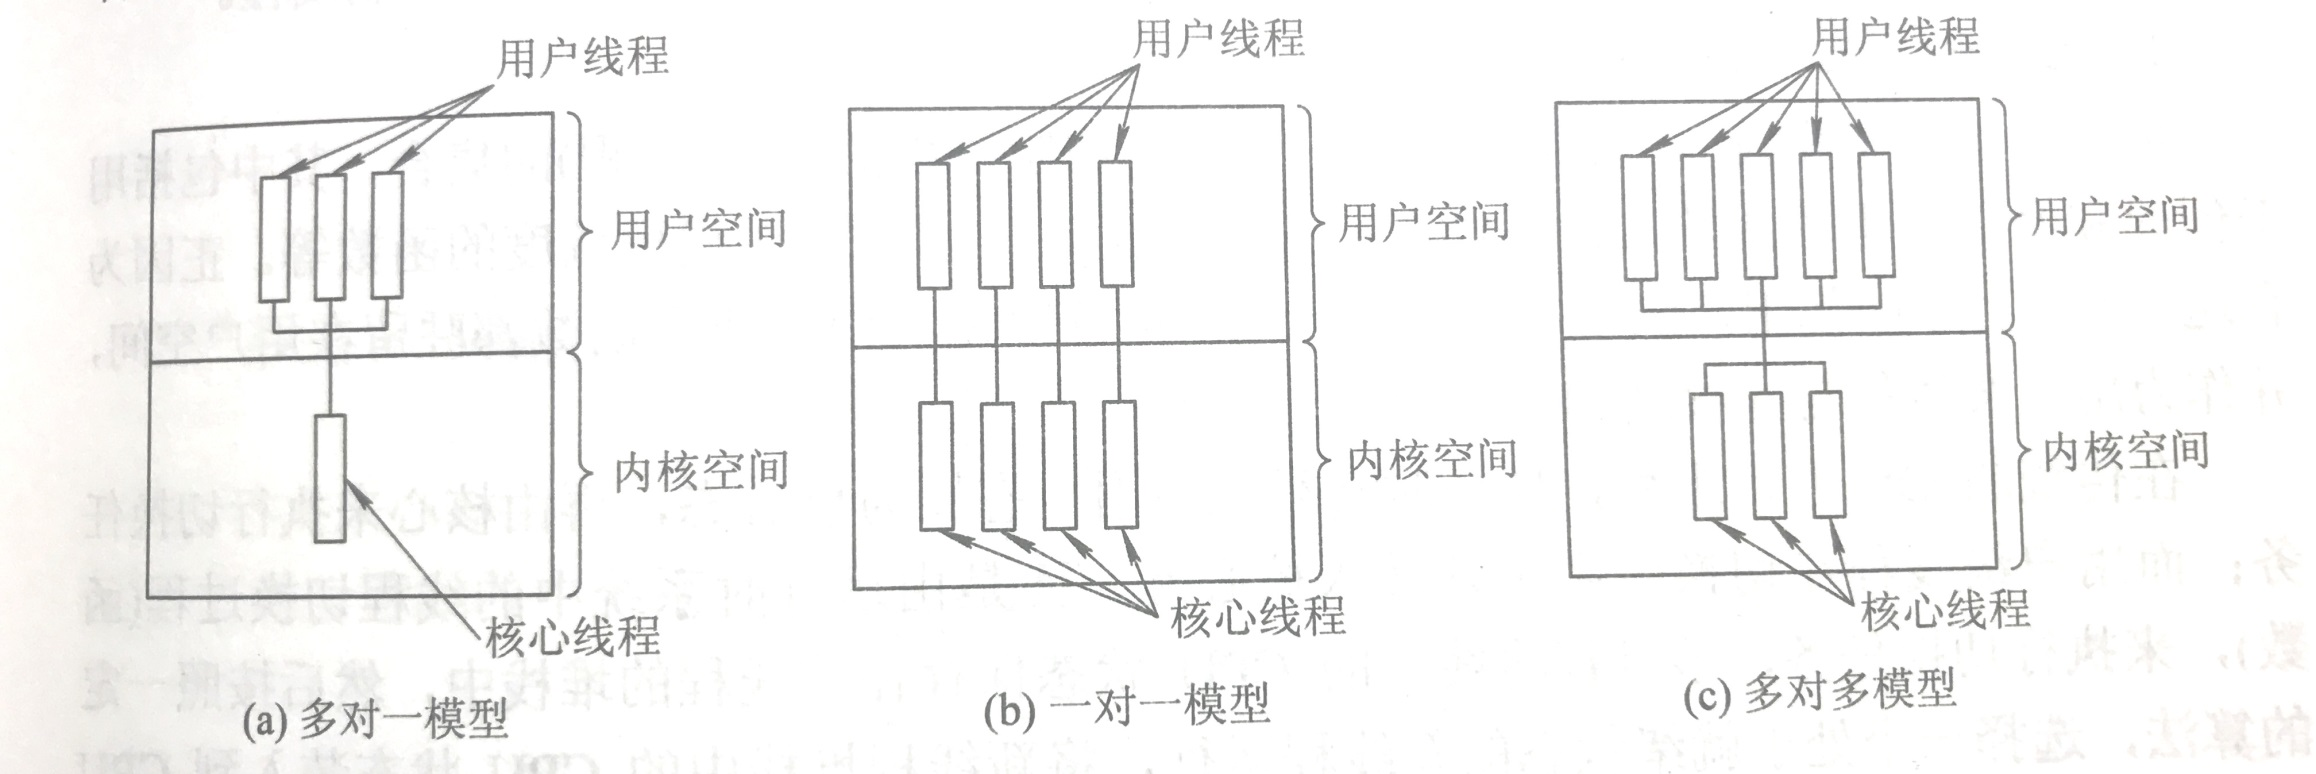 用户线程
用户空间
内核空间
核心线程
(a) 多对一模型
用户线程
用户空间
内核空间
核心线程
(b) 一对一模型
用户线程
用户空间
内核空间
核心线程
(c) 多对多模型